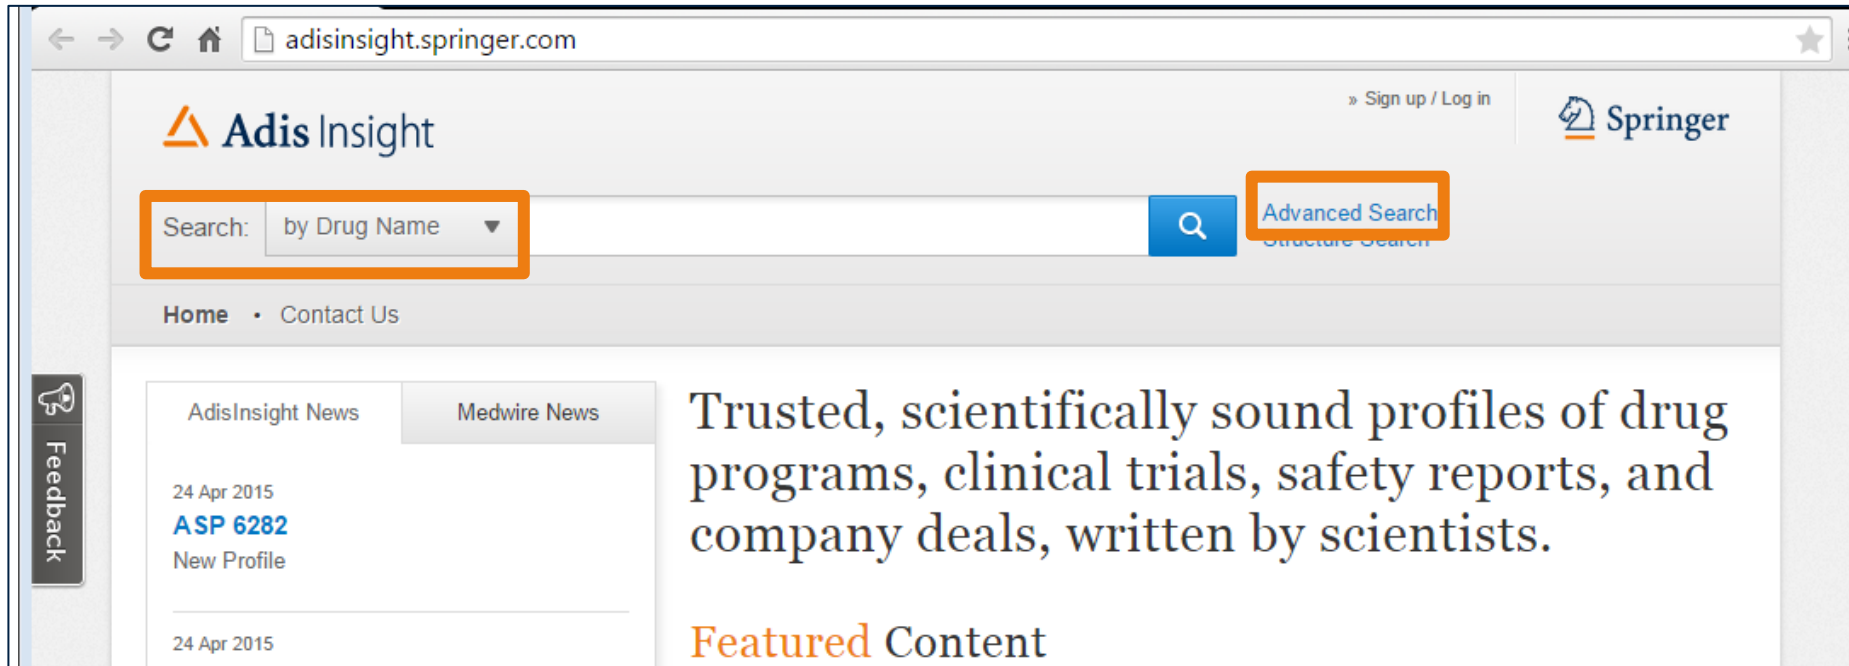 adisinsight.springer.com
» Sign up / Log in
Adis Insight
Springer
Search: by Drug Name
Advanced Search
Structure Search
Home • Contact Us
Feedback
AdisInsight News Medwire News
24 Apr 2015
ASP 6282
New Profile
24 Apr 2015
Trusted, scientifically sound profiles of drug
programs, clinical trials, safety reports, and
company deals, written by scientists.
Featured Content